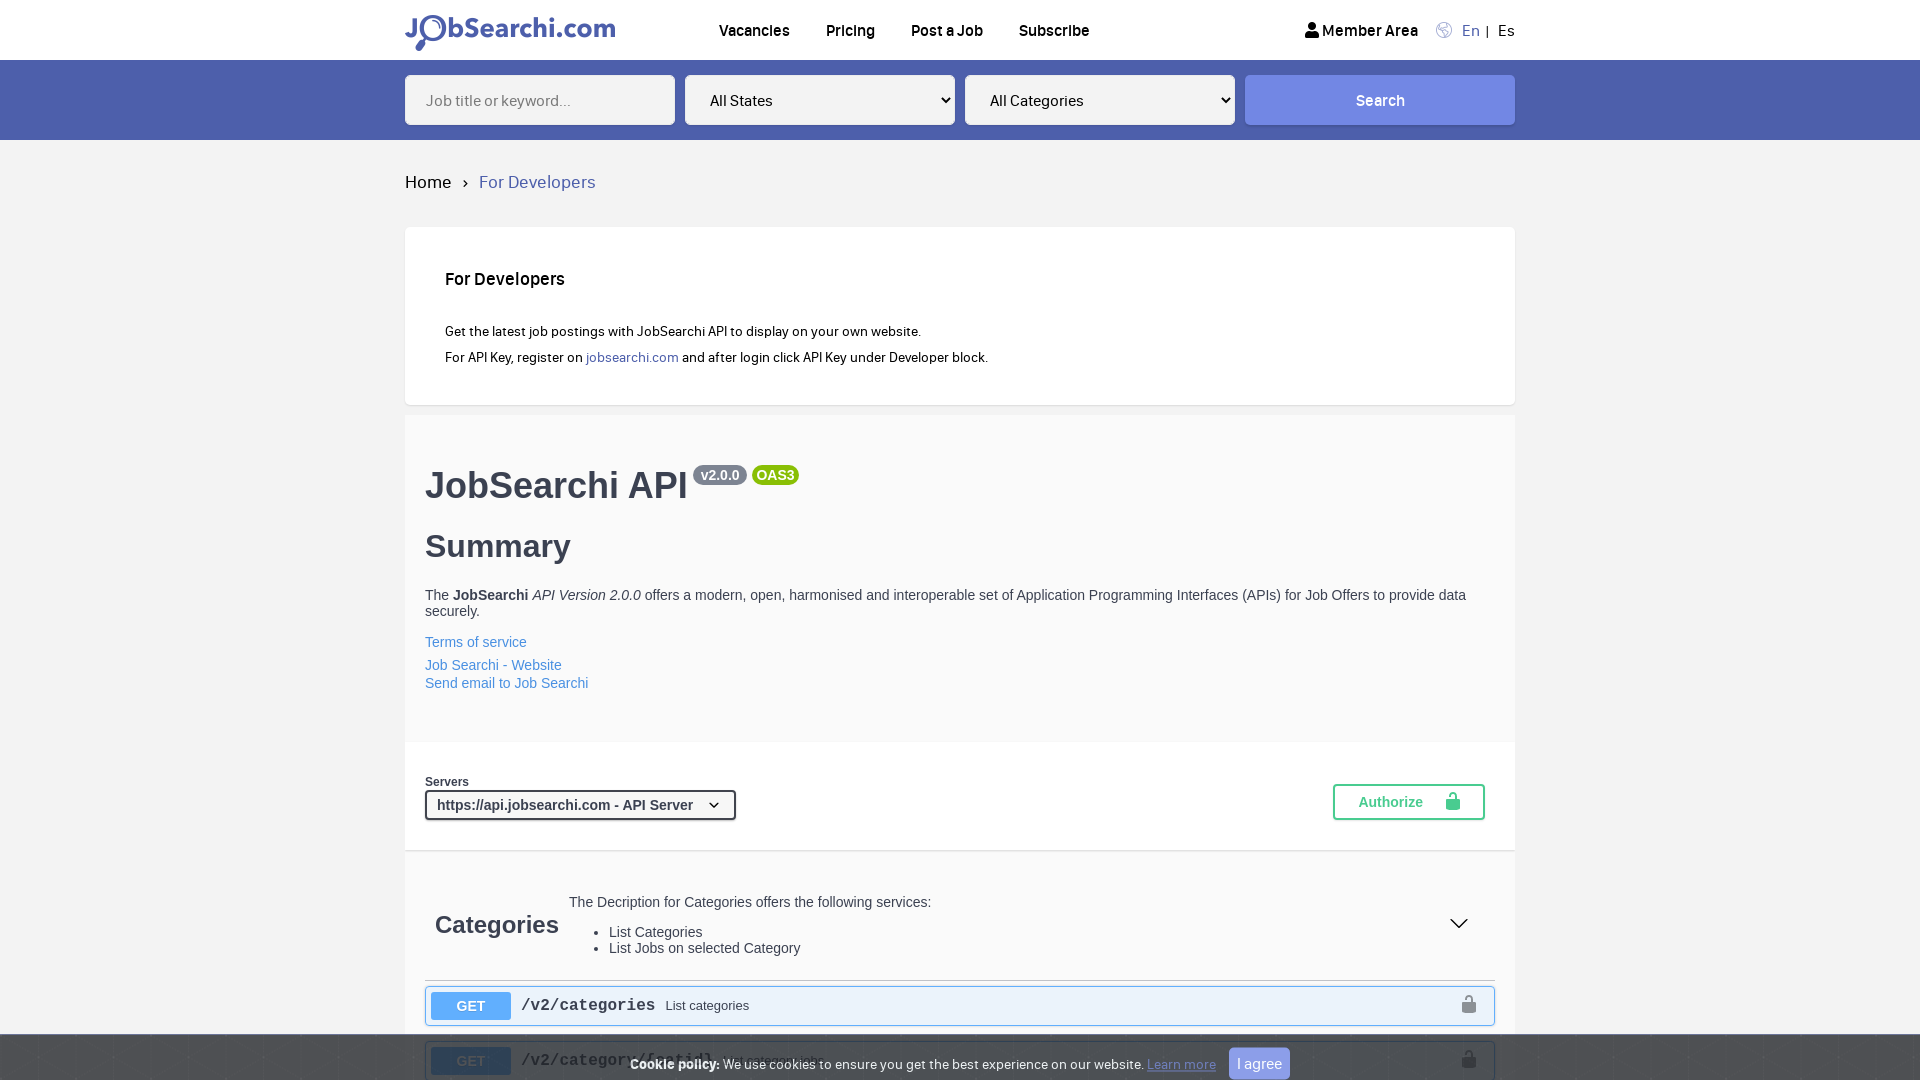 JObSearchi.com
Vacancies
Pricing
Post a Job
Subscribe
Member Area
En | Es
Job title or keyword...
All States
All Categories
Search
Home › For Developers
For Developers
Get the latest job postings with JobSearchi API to display on your own website.
For API Key, register on jobsearchi.com and after login click API Key under Developer block.
JobSearchi API v2.0.0 OAS3
Summary
The JobSearchi API Version 2.0.0 offers a modern, open, harmonised and interoperable set of Application Programming Interfaces (APIs) for Job Offers to provide data
securely.
Terms of service
Job Searchi - Website
Send email to Job Searchi
Servers
https://api.jobsearchi.com - API Server
Authorize
Categories
The Decription for Categories offers the following services:
• List Categories
• List Jobs on selected Category
GET /v2/categories List categories
GET
Cookie policy: We use cookies to ensure you get the best experience on our website. Learn more I agree